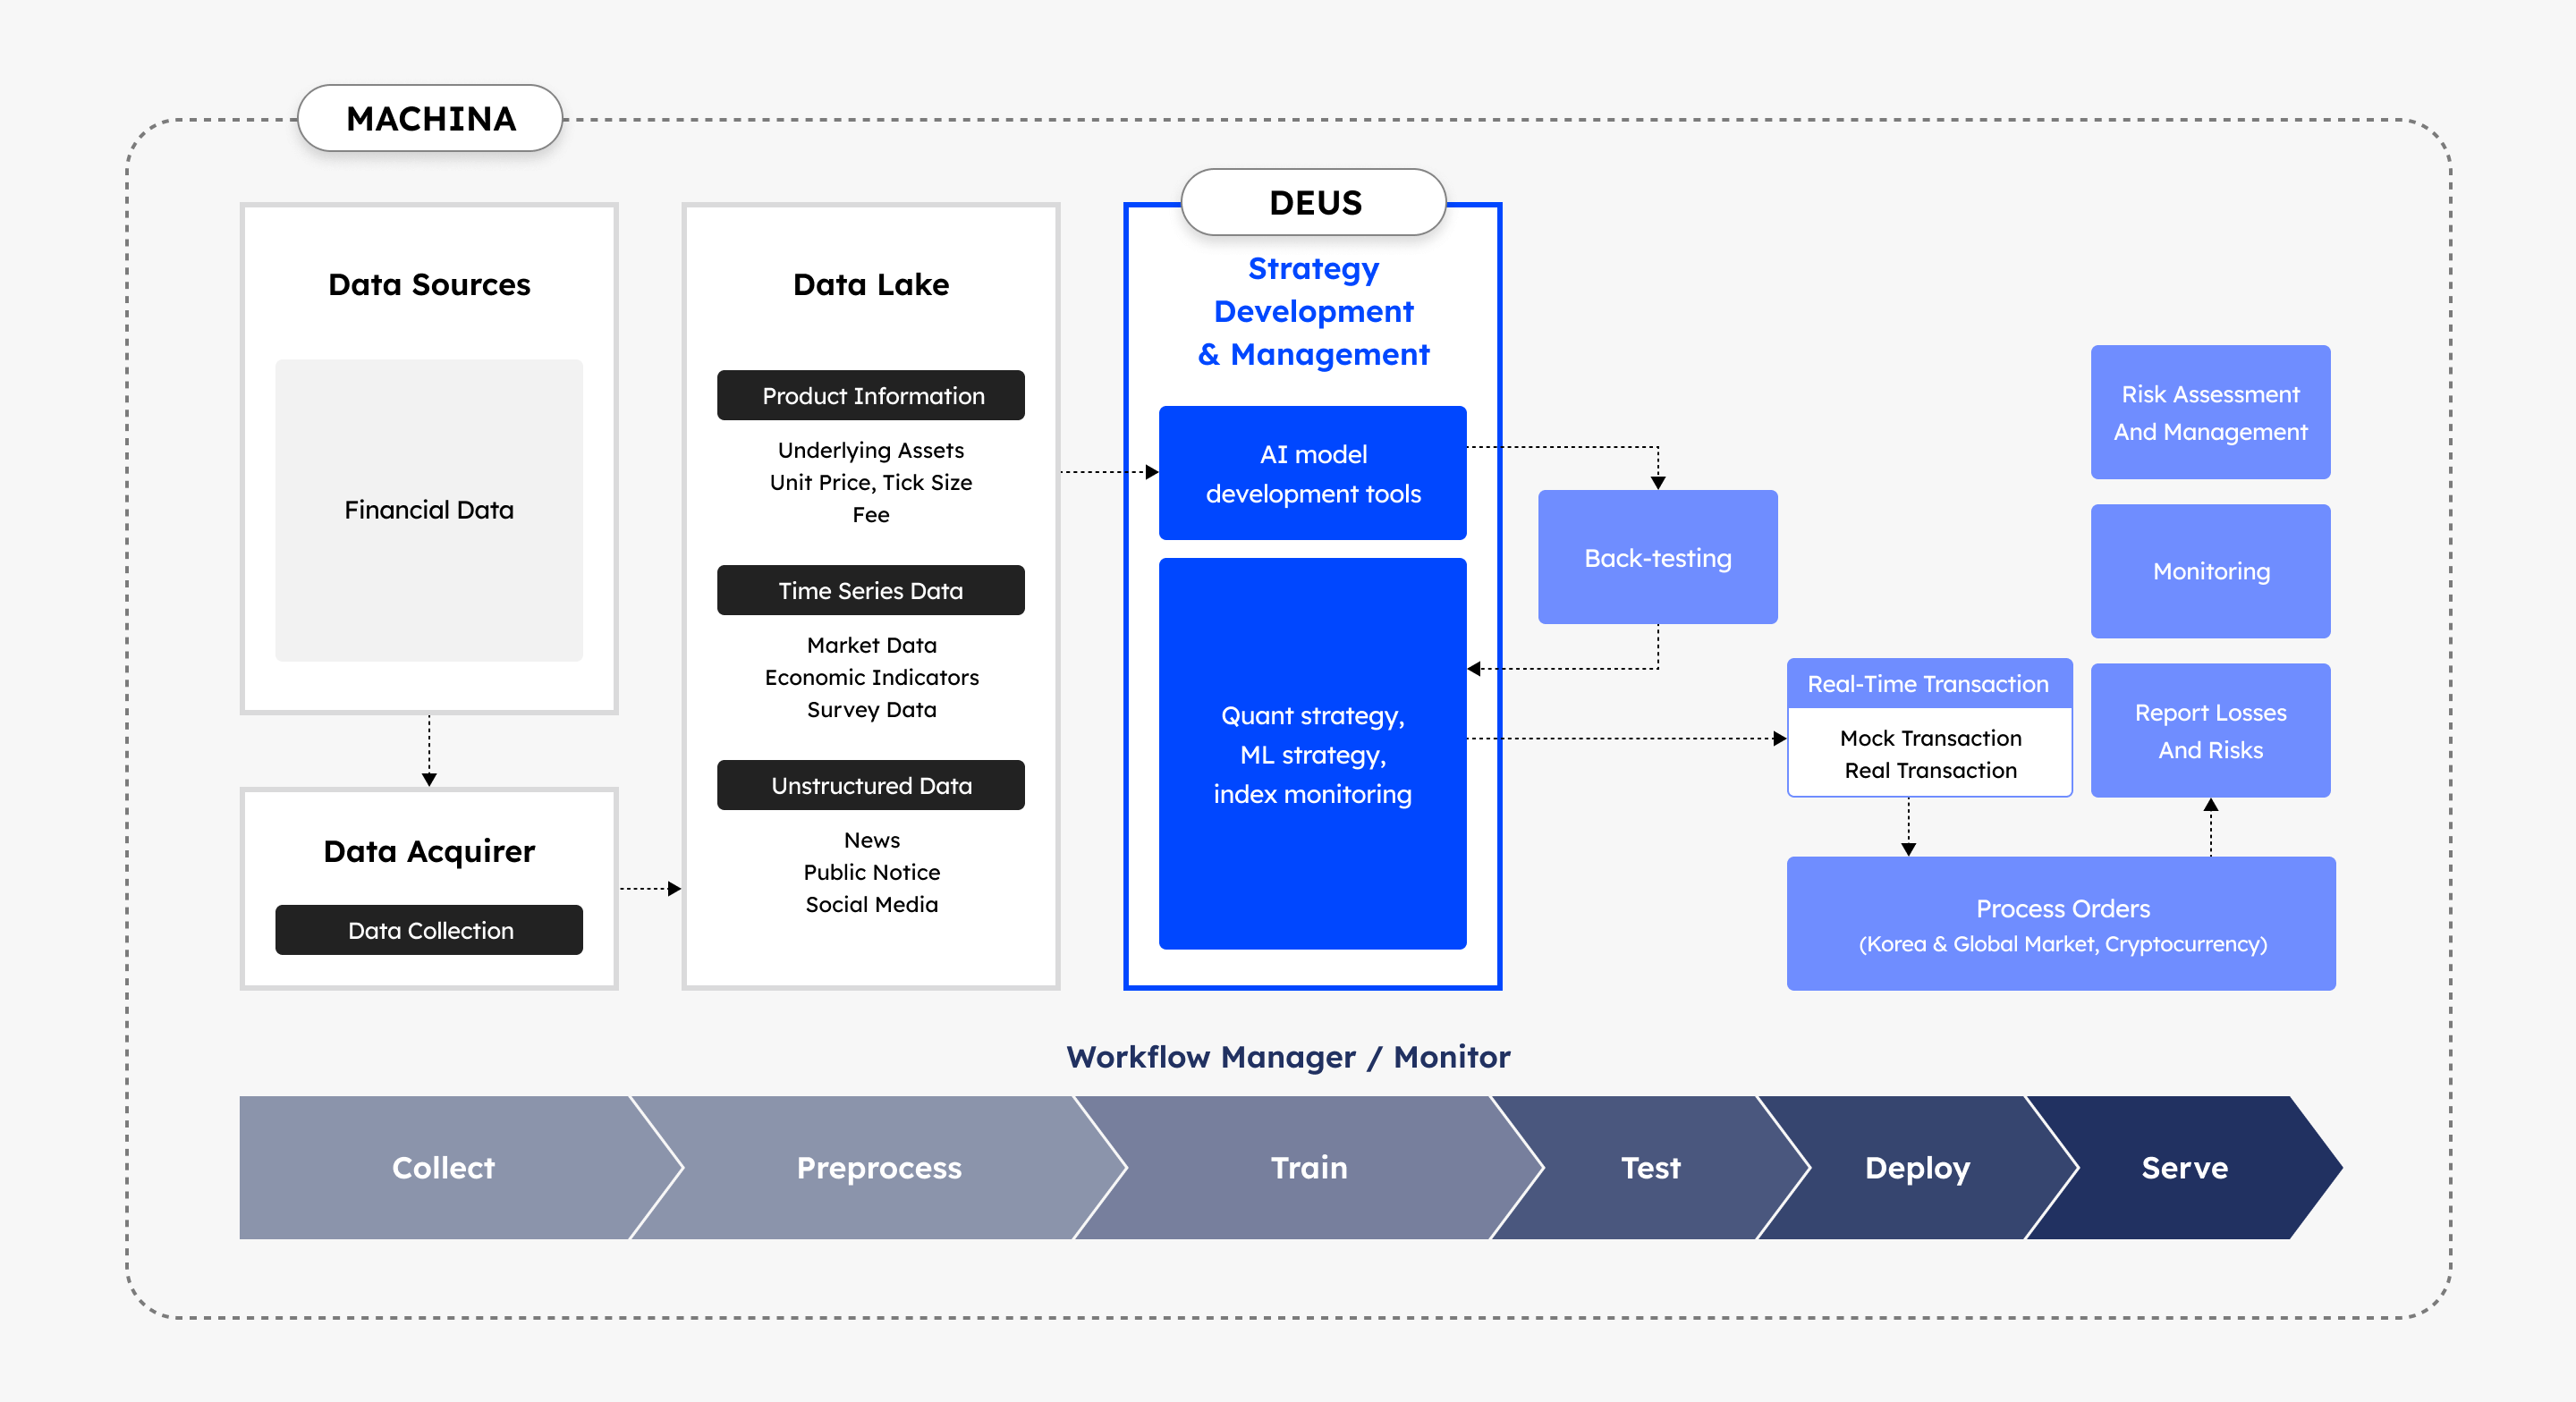 MACHINA
Data Sources
Financial Data
Data Acquirer
Data Collection
Data Lake
Product Information
Underlying Assets
Unit Price, Tick Size
Fee
Time Series Data
Market Data
Economic Indicators
Survey Data
Unstructured Data
News
Public Notice
Social Media
DEUS
Strategy
Development
& Management
AI model
development tools
Quant strategy,
ML strategy,
index monitoring
Back-testing
Real-Time Transaction
Mock Transaction
Real Transaction
Risk Assessment
And Management
Monitoring
Report Losses
And Risks
Process Orders
(Korea & Global Market, Cryptocurrency)
Workflow Manager / Monitor
Collect
Preprocess
Train
Test
Deploy
Serve